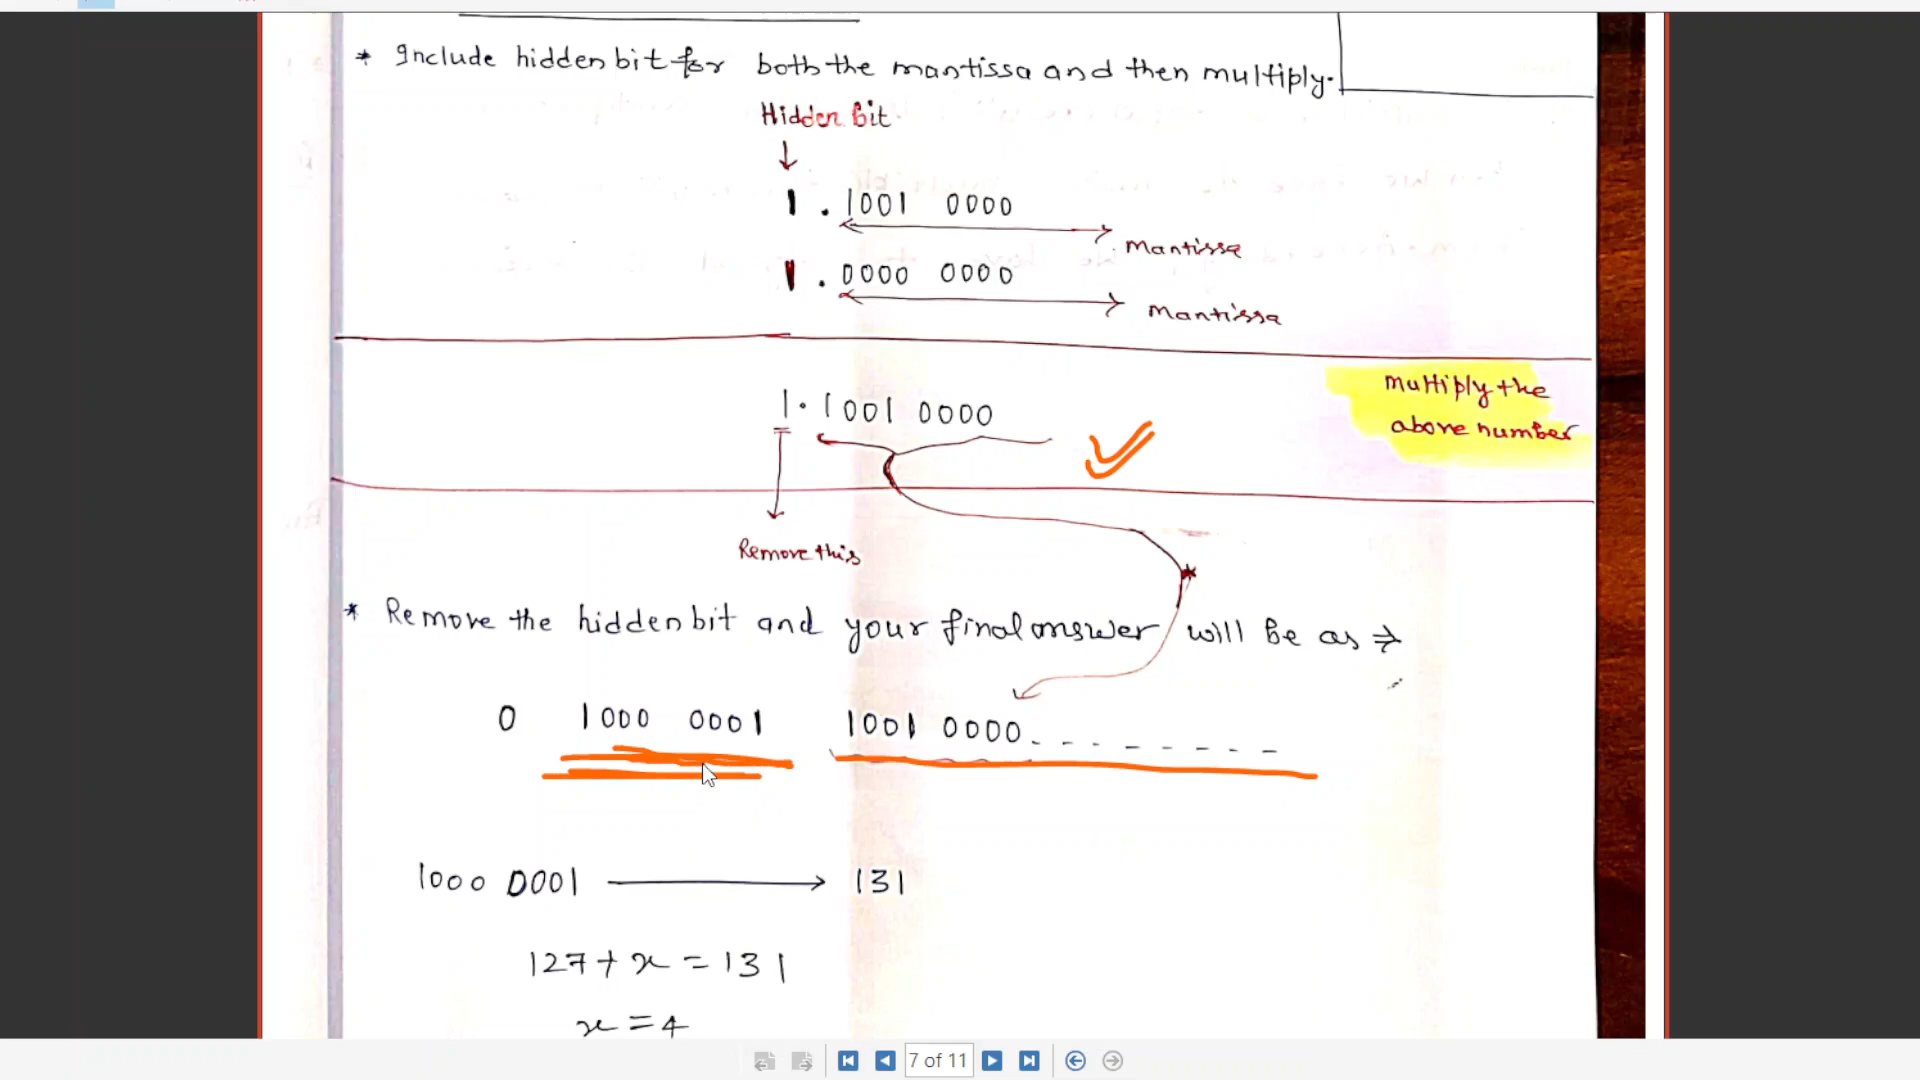 * Include hidden bit for both the mantissa and then multiply.
Hidden Bit
↓
1 . 1001 0000
Mantissa
1 . 0000 0000
Mantissa
Multiply the
above number
1 . 1001 0000
Remove this
* Remove the hidden bit and your final answer will be as ⇒
0 1000 0001 1001 0000 - - - - - - - - -
1000 0001 → 131
127 + x = 131
x = 4
7 of 11